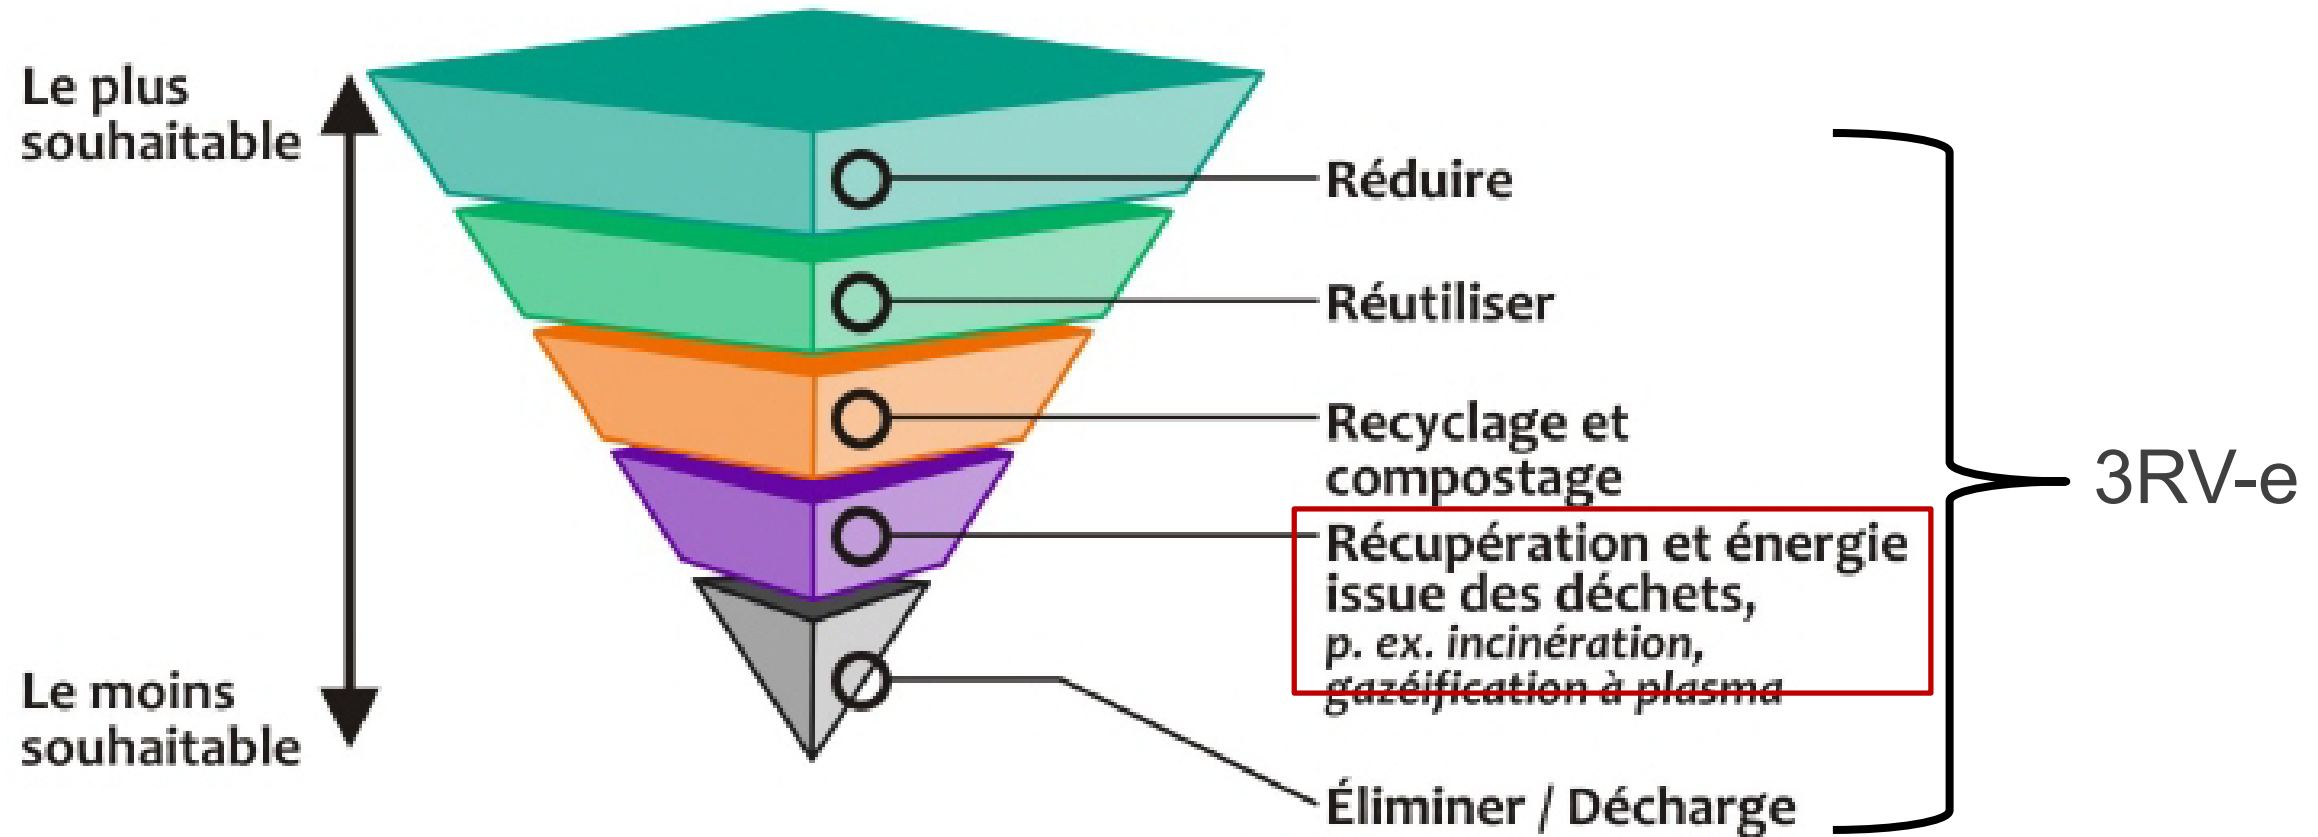 Le plus
souhaitable
Réduire
Réutiliser
Recyclage et
compostage
Récupération et énergie
issue des déchets,
p. ex. incinération,
gazéification à plasma
3RV-e
Le moins
souhaitable
Éliminer / Décharge